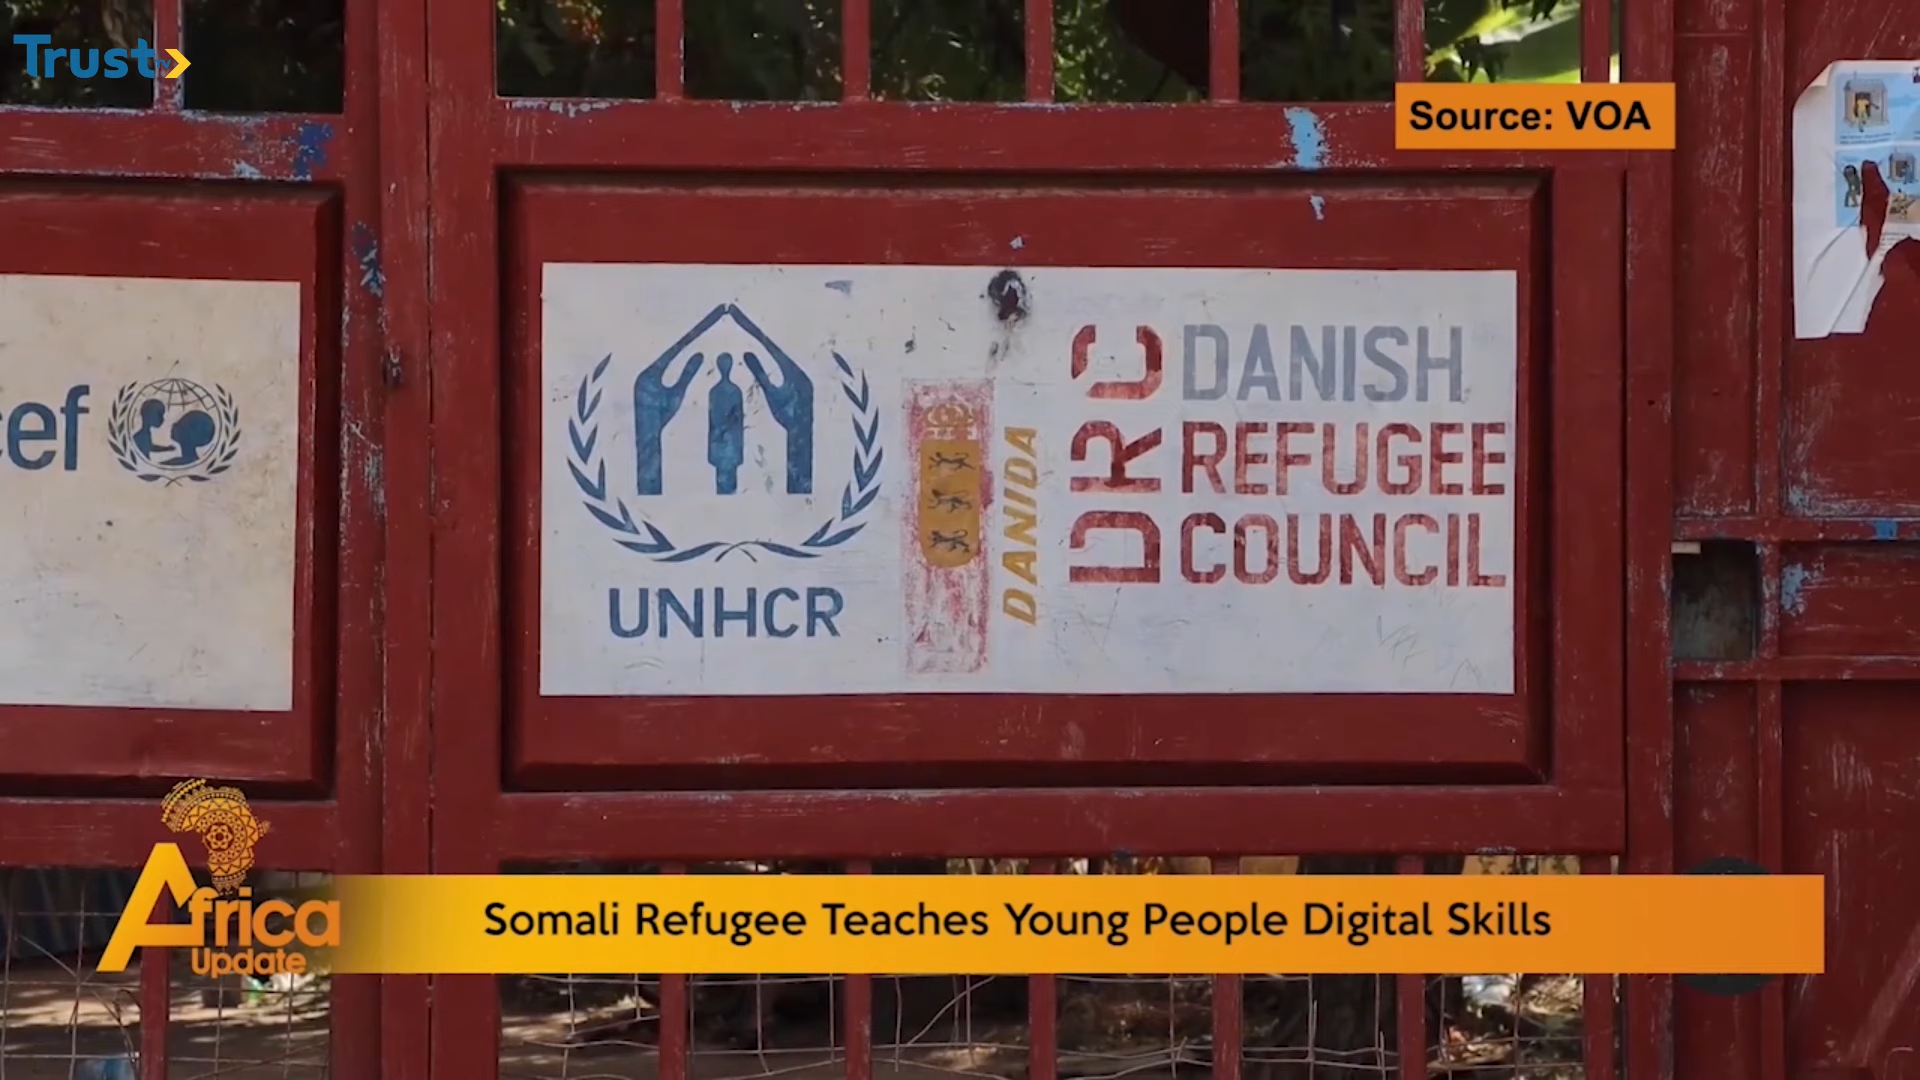 Trust
TV
Source: VOA
cef
UNHCR
DANIDA
DRC
DANISH
REFUGEE
COUNCIL
Africa
Update
Somali Refugee Teaches Young People Digital Skills